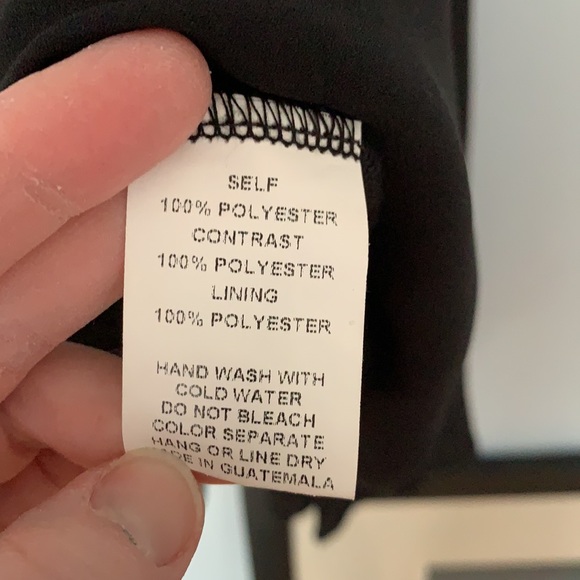 SELF
100% POLYESTER
CONTRAST
100% POLYESTER
LINING
100% POLYESTER
HAND WASH WITH
COLD WATER
DO NOT BLEACH
COLOR SEPARATE
HANG OR LINE DRY
MADE IN GUATEMALA